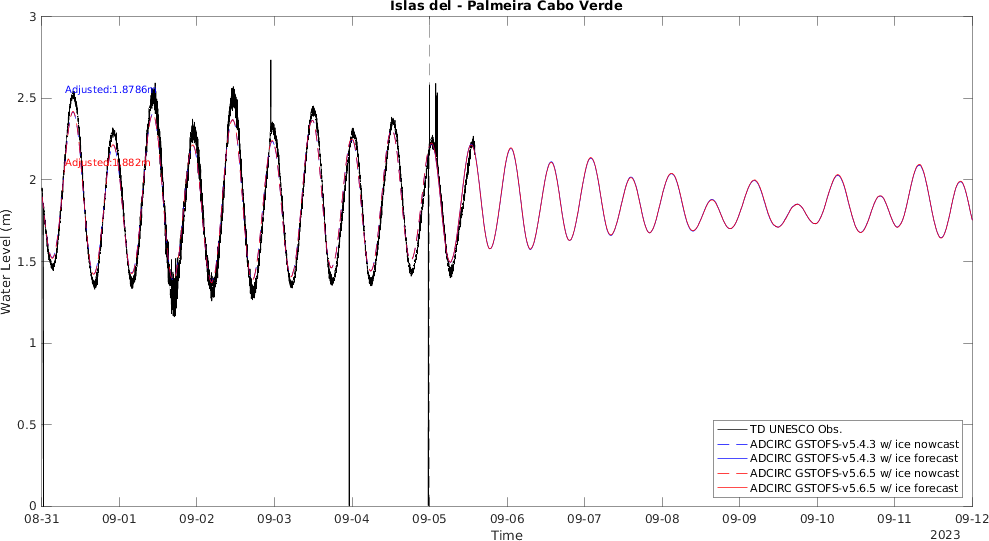 Islas del - Palmeira Cabo Verde
3
2.5
2
1.5
1
0.5
0
Water Level (m)
Adjusted:1.8786m
Adjusted:1.882m
TD UNESCO Obs.
ADCIRC GSTOFS-v5.4.3 w/ ice nowcast
ADCIRC GSTOFS-v5.4.3 w/ ice forecast
ADCIRC GSTOFS-v5.6.5 w/ ice nowcast
ADCIRC GSTOFS-v5.6.5 w/ ice forecast
08-31 09-01 09-02 09-03 09-04 09-05 09-06 09-07 09-08 09-09 09-10 09-11 09-12
Time
2023